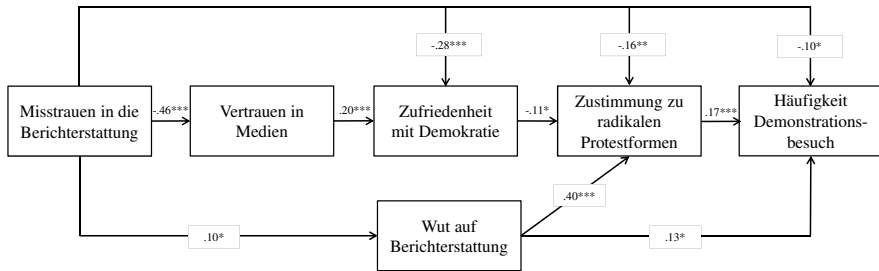 -.28***
-.16**
-.10*
Misstrauen in die
Berichterstattung
-.46***
Vertrauen in
Medien
.20***
Zufriedenheit
mit Demokratie
-.11*
Zustimmung zu
radikalen
Protestformen
.17***
Häufigkeit
Demonstrations-
besuch
.10*
Wut auf
Berichterstattung
.40***
.13*